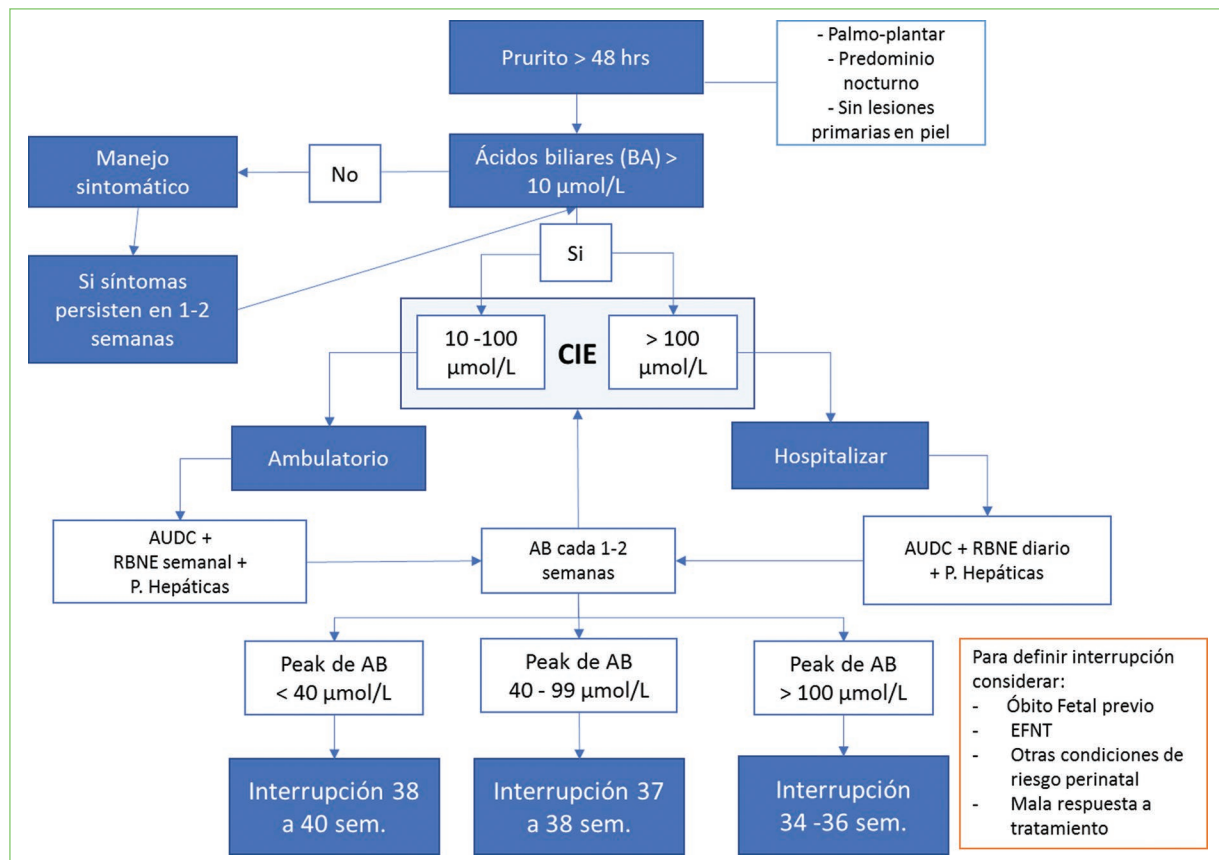 Prurito > 48 hrs
- Palmo-plantar
- Predominio
nocturno
- Sin lesiones
primarias en piel
Manejo
sintomático
No
Ácidos biliares (BA) >
10 µmol/L
Si síntomas
persisten en 1-2
semanas
Si
10 -100
µmol/L
CIE
> 100
µmol/L
Ambulatorio
Hospitalizar
AUDC +
RBNE semanal +
P. Hepáticas
AB cada 1-2
semanas
AUDC + RBNE diario
+ P. Hepáticas
Peak de AB
< 40 µmol/L
Peak de AB
40 - 99 µmol/L
Peak de AB
> 100 µmol/L
Para definir interrupción
considerar:
- Óbito Fetal previo
- EFNT
- Otras condiciones de
riesgo perinatal
- Mala respuesta a
tratamiento
Interrupción 38
a 40 sem.
Interrupción 37
a 38 sem.
Interrupción
34 -36 sem.